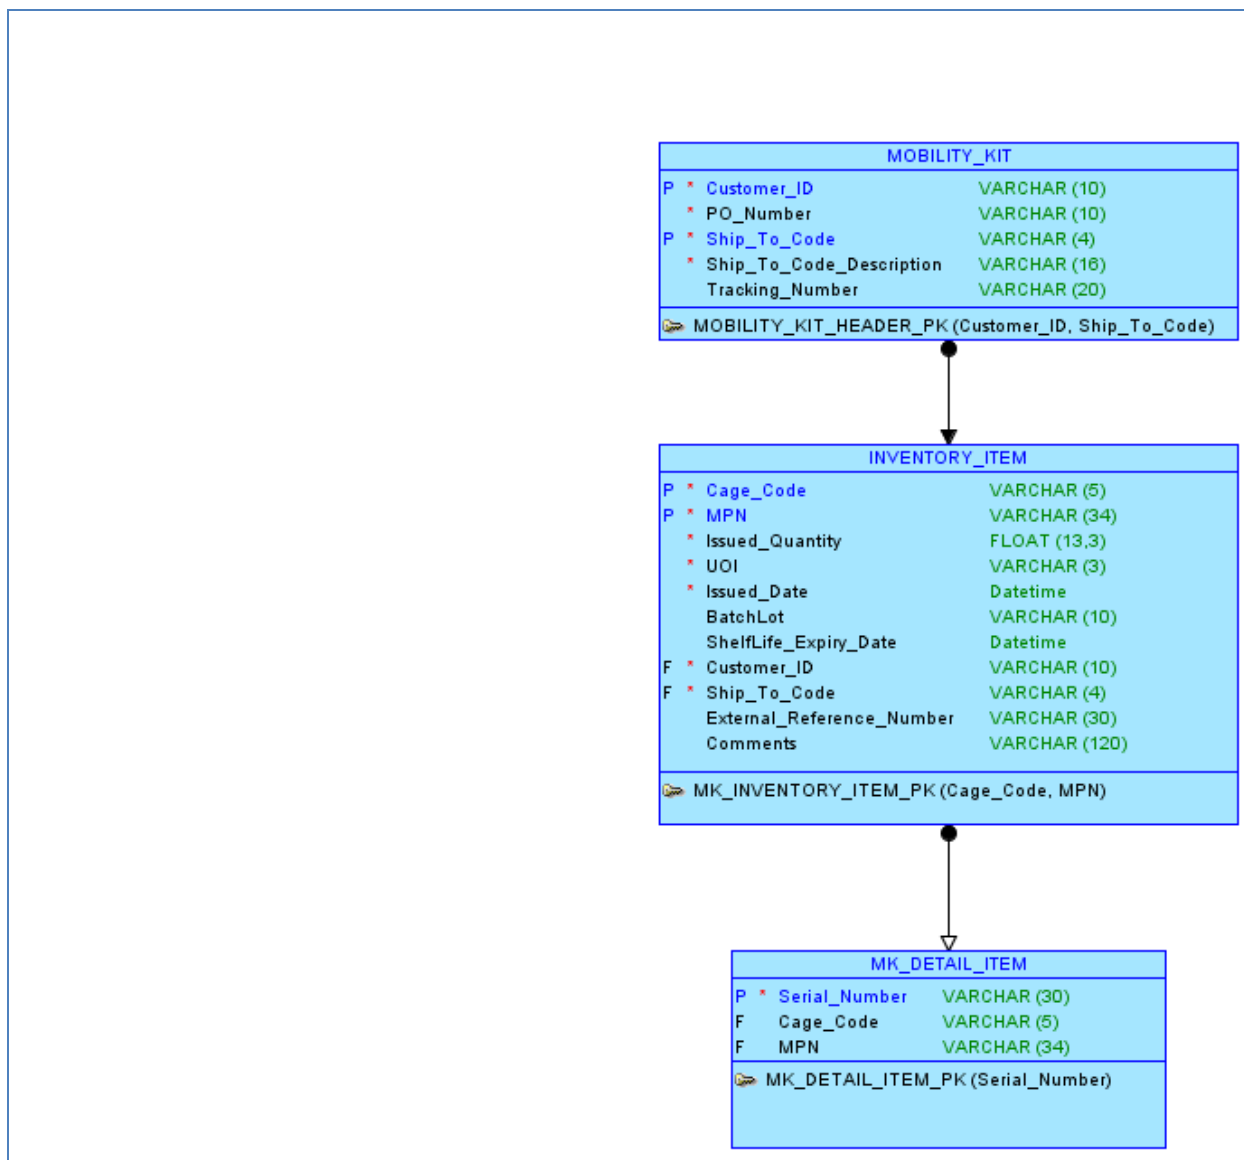 MOBILITY_KIT
P * Customer_ID VARCHAR (10)
* PO_Number VARCHAR (10)
P * Ship_To_Code VARCHAR (4)
* Ship_To_Code_Description VARCHAR (16)
Tracking_Number VARCHAR (20)
MOBILITY_KIT_HEADER_PK (Customer_ID, Ship_To_Code)
INVENTORY_ITEM
P * Cage_Code VARCHAR (5)
P * MPN VARCHAR (34)
* Issued_Quantity FLOAT (13,3)
* UOI VARCHAR (3)
* Issued_Date Datetime
BatchLot VARCHAR (10)
ShelfLife_Expiry_Date Datetime
F * Customer_ID VARCHAR (10)
F * Ship_To_Code VARCHAR (4)
External_Reference_Number VARCHAR (30)
Comments VARCHAR (120)
MK_INVENTORY_ITEM_PK (Cage_Code, MPN)
MK_DETAIL_ITEM
P * Serial_Number VARCHAR (30)
F Cage_Code VARCHAR (5)
F MPN VARCHAR (34)
MK_DETAIL_ITEM_PK (Serial_Number)